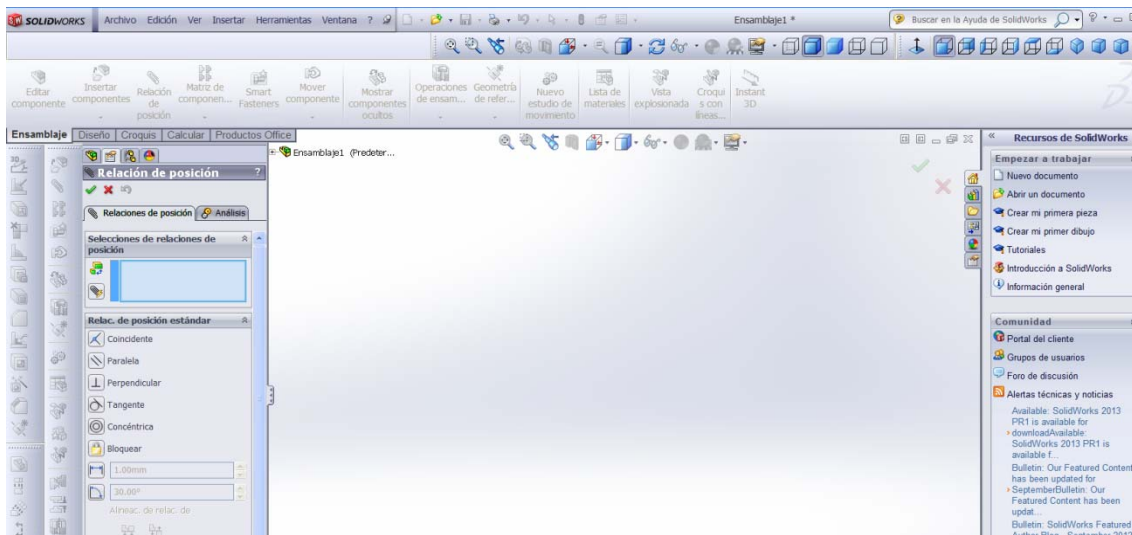 SOLIDWORKS Archivo Edición Ver Insertar Herramientas Ventana ? Ensamblaje1 * Buscar en la Ayuda de SolidWorks
Editar componente
Insertar componentes
Relación de posición
Matriz de componen...
Smart Fasteners
Mover componente
Mostrar componentes ocultos
Operaciones de ensam...
Geometría de refer...
Nuevo estudio de movimiento
Lista de materiales
Vista explosionada
Croquis con líneas...
Instant 3D
Ensamblaje Diseño Croquis Calcular Productos Office
Ensamblaje1 (Predeter...
Relación de posición ?
Relaciones de posición Análisis
Selecciones de relaciones de
posición
Relac. de posición estándar
Coincidente
Paralela
Perpendicular
Tangente
Concéntrica
Bloquear
1.00mm
30.00°
Alineac. de relac. de
Recursos de SolidWorks
Empezar a trabajar
Nuevo documento
Abrir un documento
Crear mi primera pieza
Crear mi primer dibujo
Tutoriales
Introducción a SolidWorks
Información general
Comunidad
Portal del cliente
Grupos de usuarios
Foro de discusión
Alertas técnicas y noticias
Available: SolidWorks 2013
PR1 is available for
downloadAvailable:
SolidWorks 2013 PR1 is
available f...
Bulletin: Our Featured Content
has been updated for
SeptemberBulletin: Our
Featured Content has been
updat...
Bulletin: SolidWorks Featured